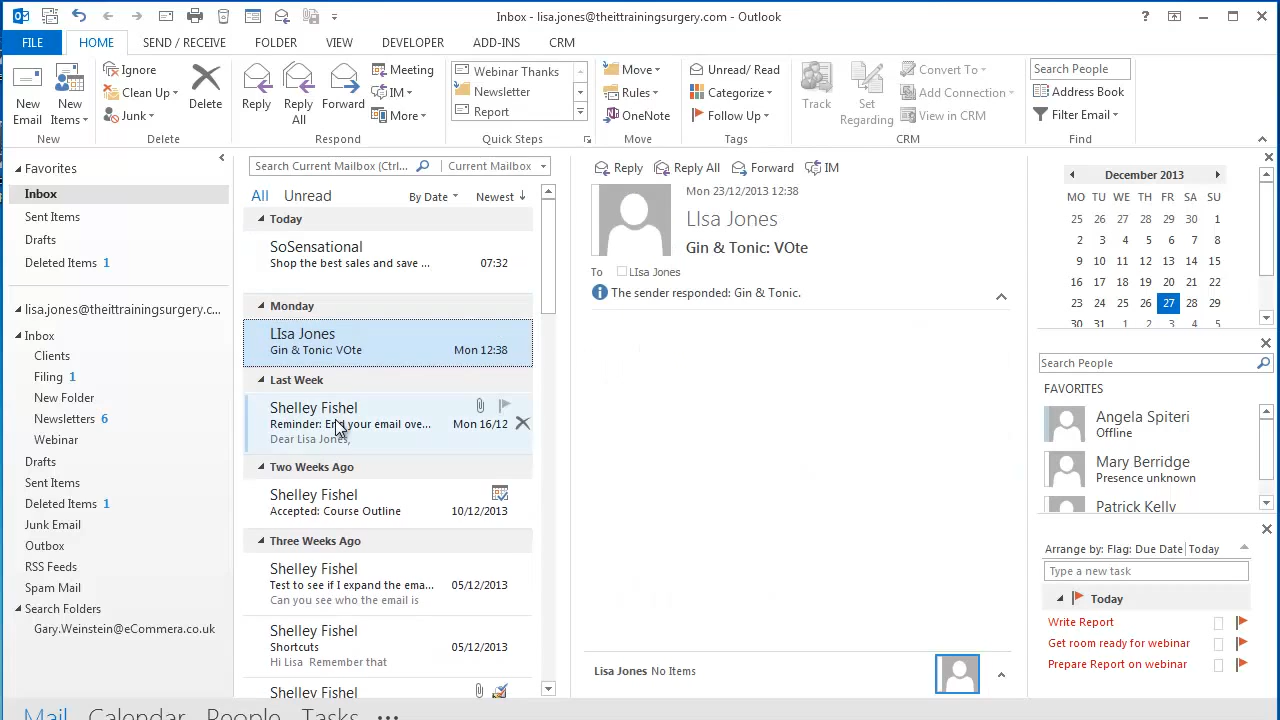 Inbox - lisa.jones@theittrainingsurgery.com - Outlook
?
FILE HOME SEND / RECEIVE FOLDER VIEW DEVELOPER ADD-INS CRM
New Email
New Items
Ignore
Clean Up
Junk
Delete
Reply
Reply All
Forward
Meeting
IM
More
Webinar Thanks
Newsletter
Report
Move
Rules
OneNote
Unread/ R
Categorize
Follow Up
Track
Set Regarding
Convert To
Add Connection
View in CRM
Search People
Address Book
Filter Email
New Delete Respond Quick Steps Move Tags CRM Find
Favorites
Inbox
Sent Items
Drafts
Deleted Items 1
lisa.jones@theittrainingsurgery.c...
Inbox
Clients
Filing 1
New Folder
Newsletters 6
Webinar
Drafts
Sent Items
Deleted Items 1
Junk Email
Outbox
RSS Feeds
Spam Mail
Search Folders
Gary.Weinstein@eCommera.co.uk
Search Current Mailbox (Ctrl... Current Mailbox
All Unread By Date Newest
Today
SoSensational
Shop the best sales and save ... 07:32
Monday
LIsa Jones
Gin & Tonic: VOte Mon 12:38
Last Week
Shelley Fishel
Reminder: End your email ove... Mon 16/12
Dear Lisa Jones,
Two Weeks Ago
Shelley Fishel
Accepted: Course Outline 10/12/2013
Three Weeks Ago
Shelley Fishel
Test to see if I expand the ema... 05/12/2013
Can you see who the email is
Shelley Fishel
Shortcuts 05/12/2013
Hi Lisa Remember that
Shelley Fishel
Reply Reply All Forward IM
Mon 23/12/2013 12:38
LIsa Jones
Gin & Tonic: VOte
To LIsa Jones
The sender responded: Gin & Tonic.
Lisa Jones No Items
December 2013
MO TU WE TH FR SA SU
25 26 27 28 29 30 1
2 3 4 5 6 7 8
9 10 11 12 13 14 15
16 17 18 19 20 21 22
23 24 25 26 27 28 29
30 31 1 2 3 4 5
Search People
FAVORITES
Angela Spiteri
Offline
Mary Berridge
Presence unknown
Patrick Kelly
Arrange by: Flag: Due Date Today
Type a new task
Today
Write Report
Get room ready for webinar
Prepare Report on webinar
Mail Calendar People Tasks ...